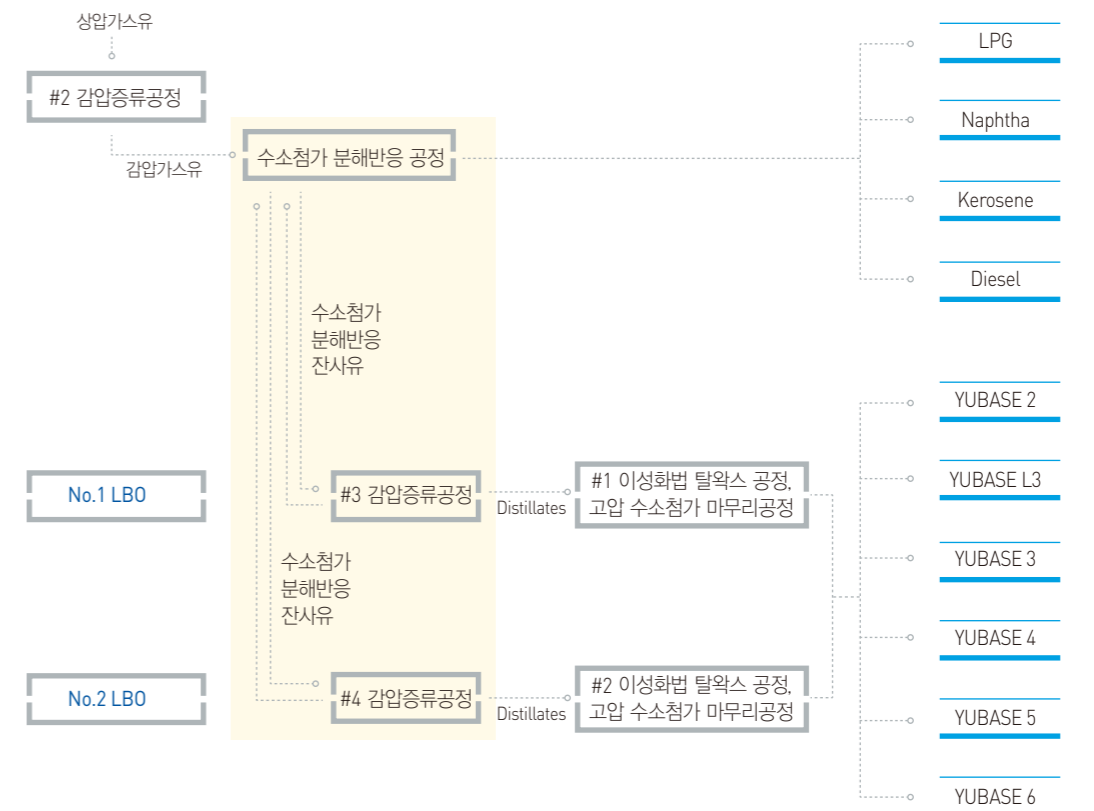 상압가스유
#2 감압증류공정
감압가스유
수소첨가 분해반응 공정
LPG
Naphtha
Kerosene
Diesel
수소첨가
분해반응
잔사유
No.1 LBO
#3 감압증류공정
Distillates
#1 이성화법 탈왁스 공정,
고압 수소첨가 마무리공정
수소첨가
분해반응
잔사유
No.2 LBO
#4 감압증류공정
Distillates
#2 이성화법 탈왁스 공정,
고압 수소첨가 마무리공정
YUBASE 2
YUBASE L3
YUBASE 3
YUBASE 4
YUBASE 5
YUBASE 6